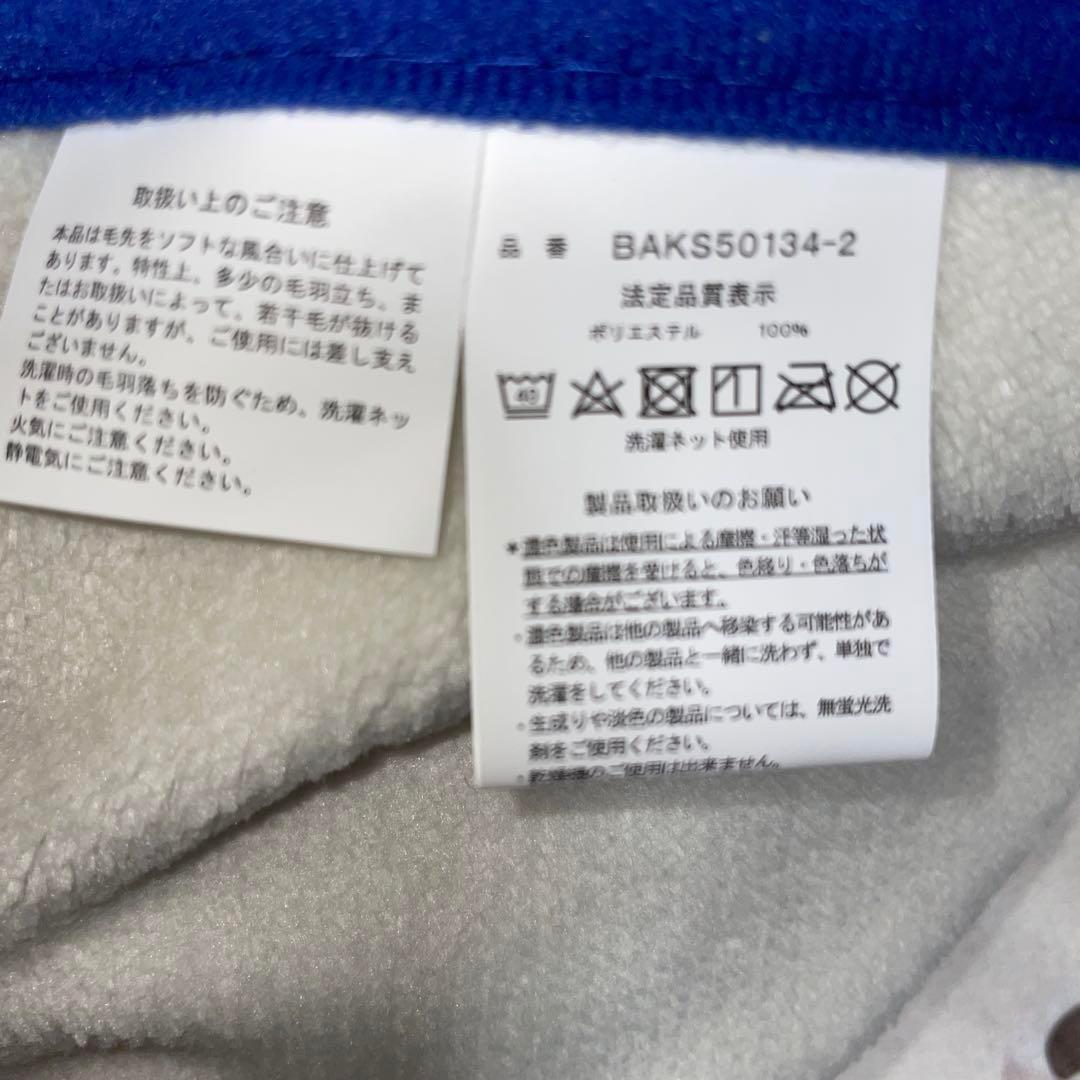 取扱い上のご注意
本品は毛先をソフトな風合いに仕上げて
あります。特性上、多少の毛羽立ち、ま
たはお取扱いによって、若干毛が抜ける
ことがありますが、ご使用には差し支え
ございません。
洗濯時の毛羽落ちを防ぐため、洗濯ネッ
トをご使用ください。
火気にご注意ください。
静電気にご注意ください。
品 番 BAKS50134-2
法定品質表示
ポリエステル 100%
40
洗濯ネット使用
製品取扱いのお願い
*濃色製品は使用による摩擦・汗等湿った状
態での摩擦を受けると、色移り・色落ちが
する場合がございます。
・濃色製品は他の製品へ移染する可能性があ
るため、他の製品と一緒に洗わず、単独で
洗濯をしてください。
・生成りや淡色の製品については、無蛍光洗
剤をご使用ください。
・乾燥機のご使用は出来ません。